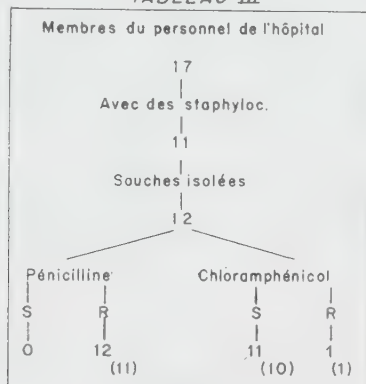 TABLEAU III
Membres du personnel de l'hôpital
17
Avec des staphyloc.
11
Souches isolées
12
Pénicilline Chloramphénicol
S R S R
0 12 11 1
(11) (10) (1)